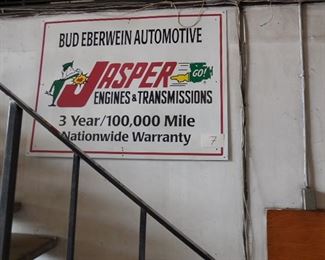 BUD EBERWEIN AUTOMOTIVE
JASPER GO!
ENGINES & TRANSMISSIONS
3 Year/100,000 Mile
Nationwide Warranty 7